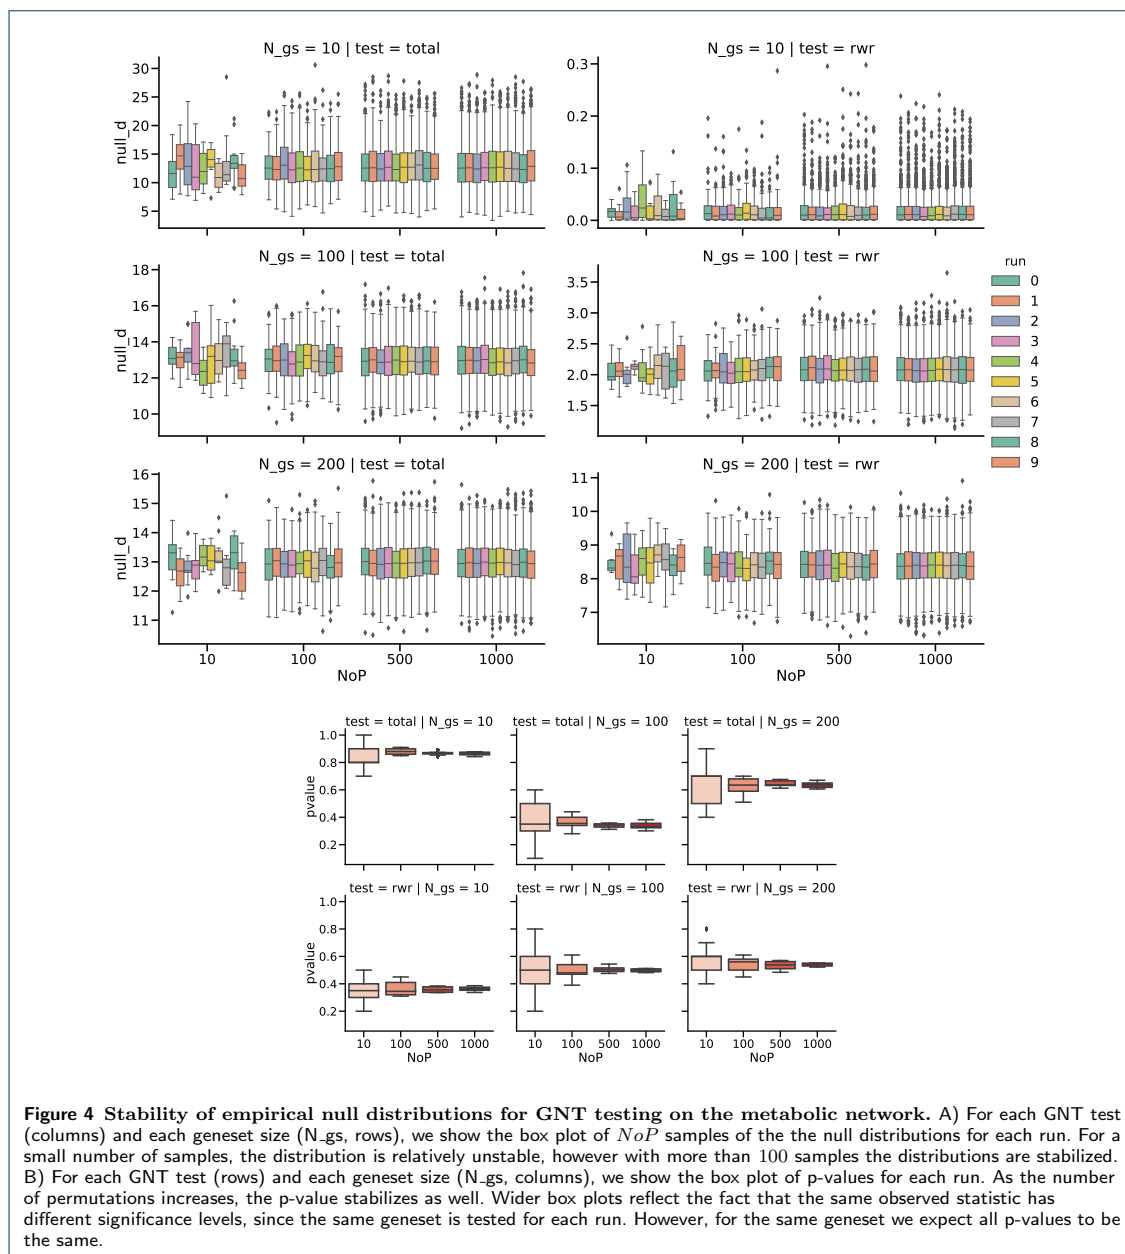 N_gs = 10 | test = total
N_gs = 10 | test = rwr
30
25
20
15
10
5
null_d
0.3
0.2
0.1
0.0
N_gs = 100 | test = total
N_gs = 100 | test = rwr
18
16
14
12
10
null_d
3.5
3.0
2.5
2.0
1.5
run
0
1
2
3
4
5
6
7
8
9
N_gs = 200 | test = total
N_gs = 200 | test = rwr
16
15
14
13
12
11
null_d
11
10
9
8
7
10
100
500
1000
NoP
10
100
500
1000
NoP
test = total | N_gs = 10
test = total | N_gs = 100
test = total | N_gs = 200
1.0
0.8
0.6
0.4
0.2
pvalue
test = rwr | N_gs = 10
test = rwr | N_gs = 100
test = rwr | N_gs = 200
1.0
0.8
0.6
0.4
0.2
pvalue
10
100
500
1000
NoP
10
100
500
1000
NoP
10
100
500
1000
NoP
Figure 4 Stability of empirical null distributions for GNT testing on the metabolic network. A) For each GNT test
(columns) and each geneset size (N_gs, rows), we show the box plot of NoP samples of the the null distributions for each run. For a
small number of samples, the distribution is relatively unstable, however with more than 100 samples the distributions are stabilized.
B) For each GNT test (rows) and each geneset size (N_gs, columns), we show the box plot of p-values for each run. As the number
of permutations increases, the p-value stabilizes as well. Wider box plots reflect the fact that the same observed statistic has
different significance levels, since the same geneset is tested for each run. However, for the same geneset we expect all p-values to be
the same.